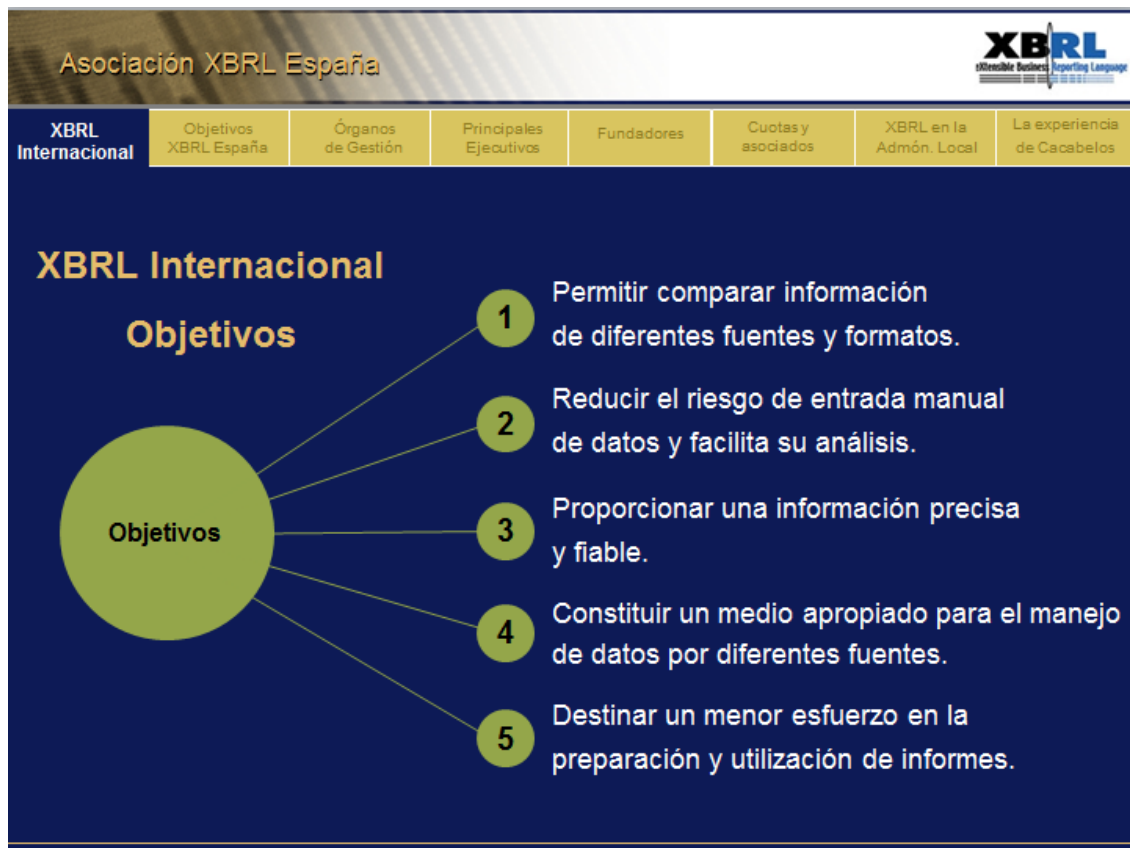 Asociación XBRL España
XBRL
eXtensible Business Reporting Language
XBRL
Internacional
Objetivos
XBRL España
Órganos
de Gestión
Principales
Ejecutivos
Fundadores
Cuotas y
asociados
XBRL en la
Admón. Local
La experiencia
de Cacabelos
XBRL Internacional
Objetivos
Objetivos
1
Permitir comparar información
de diferentes fuentes y formatos.
2
Reducir el riesgo de entrada manual
de datos y facilita su análisis.
3
Proporcionar una información precisa
y fiable.
4
Constituir un medio apropiado para el manejo
de datos por diferentes fuentes.
5
Destinar un menor esfuerzo en la
preparación y utilización de informes.